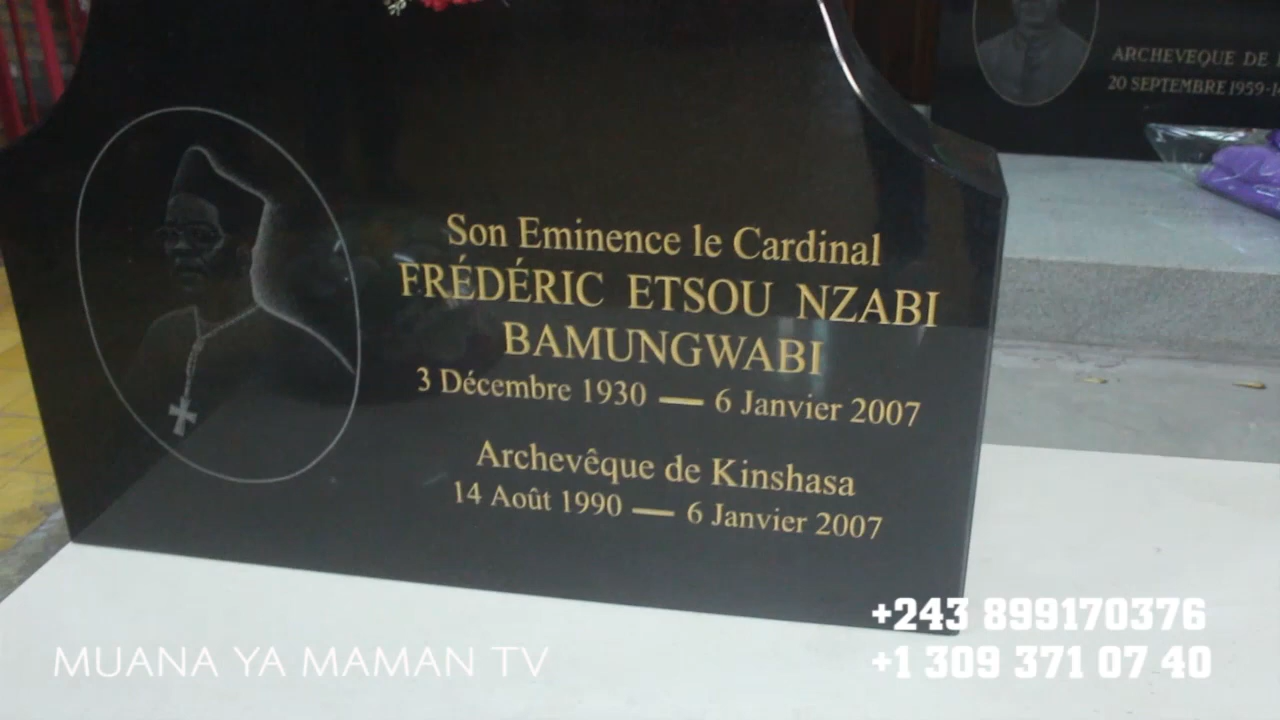 ARCHEVEQUE DE
20 SEPTEMBRE 1959-1
Son Eminence le Cardinal
FRÉDÉRIC ETSOU NZABI
BAMUNGWABI
3 Décembre 1930 — 6 Janvier 2007
Archevêque de Kinshasa
14 Août 1990 — 6 Janvier 2007
+243 899170376
+1 309 371 07 40
MUANA YA MAMAN TV